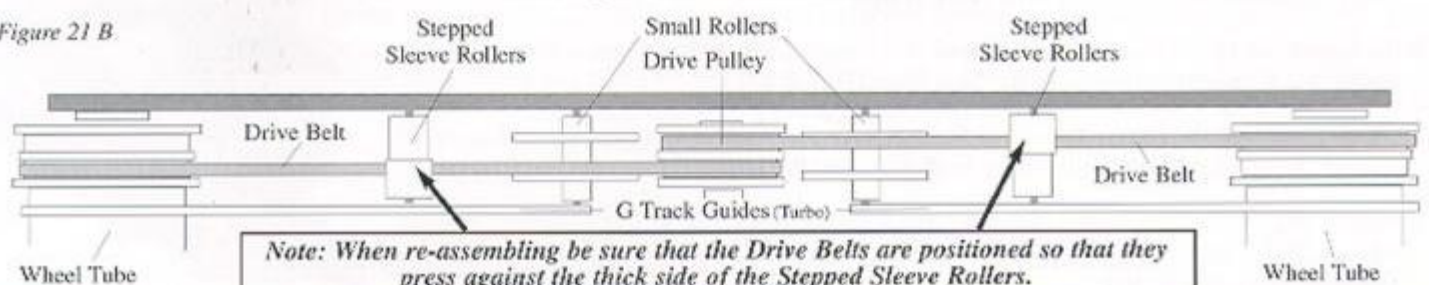 Figure 21 B
Stepped
Sleeve Rollers
Small Rollers
Drive Pulley
Stepped
Sleeve Rollers
Drive Belt
Drive Belt
G Track Guides (Turbo)
Wheel Tube
Wheel Tube
Note: When re-assembling be sure that the Drive Belts are positioned so that they
press against the thick side of the Stepped Sleeve Rollers.